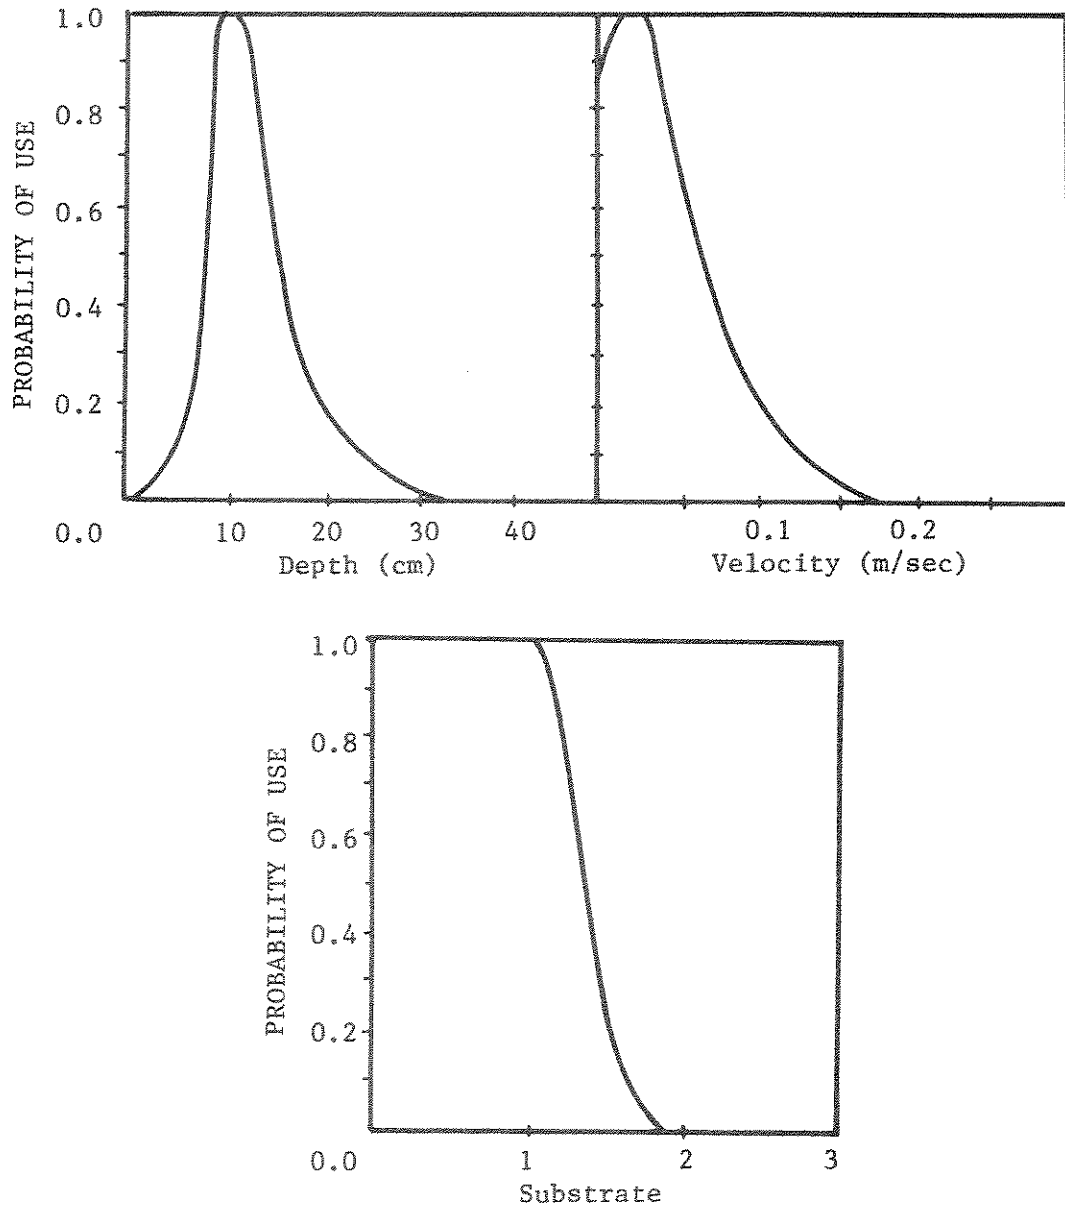 PROBABILITY OF USE
1.0
0.8
0.6
0.4
0.2
0.0 10 20 30 40 0.1 0.2
Depth (cm) Velocity (m/sec)
PROBABILITY OF USE
1.0
0.8
0.6
0.4
0.2
0.0 1 2 3
Substrate